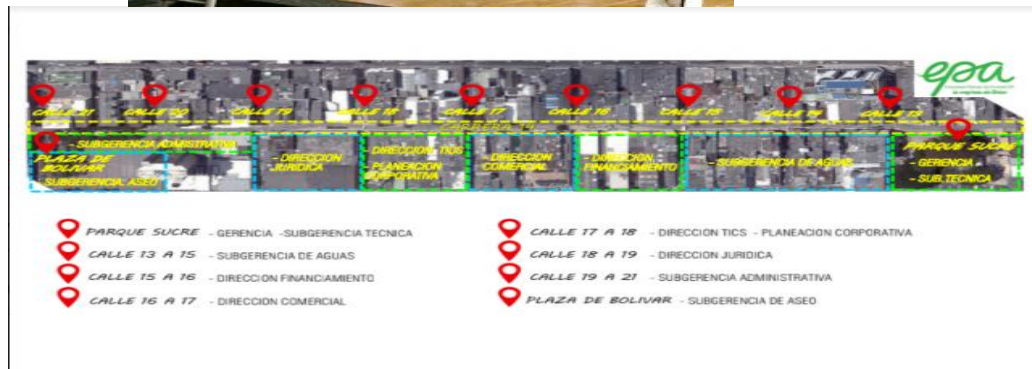 epa
CALLE 21 CALLE 20 CALLE 19 CALLE 18 CALLE 17 CALLE 16 CALLE 15 CALLE 14 CALLE 13
CARRERA 14
- SUBGERENCIA ADMISTRATIVA
PLAZA DE
BOLIVAR
- SUBGERENCIA ASEO
- DIRECCION
JURIDICA
- DIRECCION TICS
- PLANEACION
CORPORATIVA
- DIRECCION
COMERCIAL
- DIRECCION
FINANCIAMIENTO
- SUBGERENCIA DE AGUAS
PARQUE SUCRE
- GERENCIA
- SUB.TECNICA
PARQUE SUCRE - GERENCIA -SUBGERENCIA TECNICA
CALLE 13 A 15 - SUBGERENCIA DE AGUAS
CALLE 15 A 16 - DIRECCION FINANCIAMIENTO
CALLE 16 A 17 - DIRECCION COMERCIAL
CALLE 17 A 18 - DIRECCION TICS - PLANEACION CORPORATIVA
CALLE 18 A 19 - DIRECCION JURIDICA
CALLE 19 A 21 - SUBGERENCIA ADMINISTRATIVA
PLAZA DE BOLIVAR - SUBGERENCIA DE ASEO